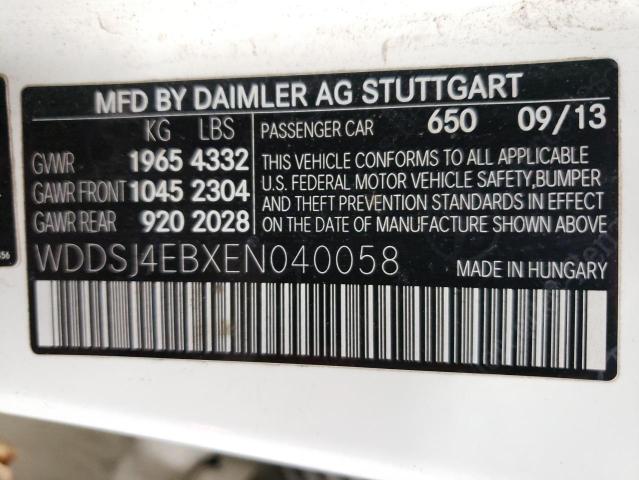 MFD BY DAIMLER AG STUTTGART
KG LBS
GVWR 1965 4332
GAWR FRONT 1045 2304
GAWR REAR 920 2028
PASSENGER CAR 650 09/13
THIS VEHICLE CONFORMS TO ALL APPLICABLE
U.S. FEDERAL MOTOR VEHICLE SAFETY,BUMPER
AND THEFT PREVENTION STANDARDS IN EFFECT
ON THE DATE OF MANUFACTURE SHOWN ABOVE
WDDSJ4EBXEN040058 MADE IN HUNGARY